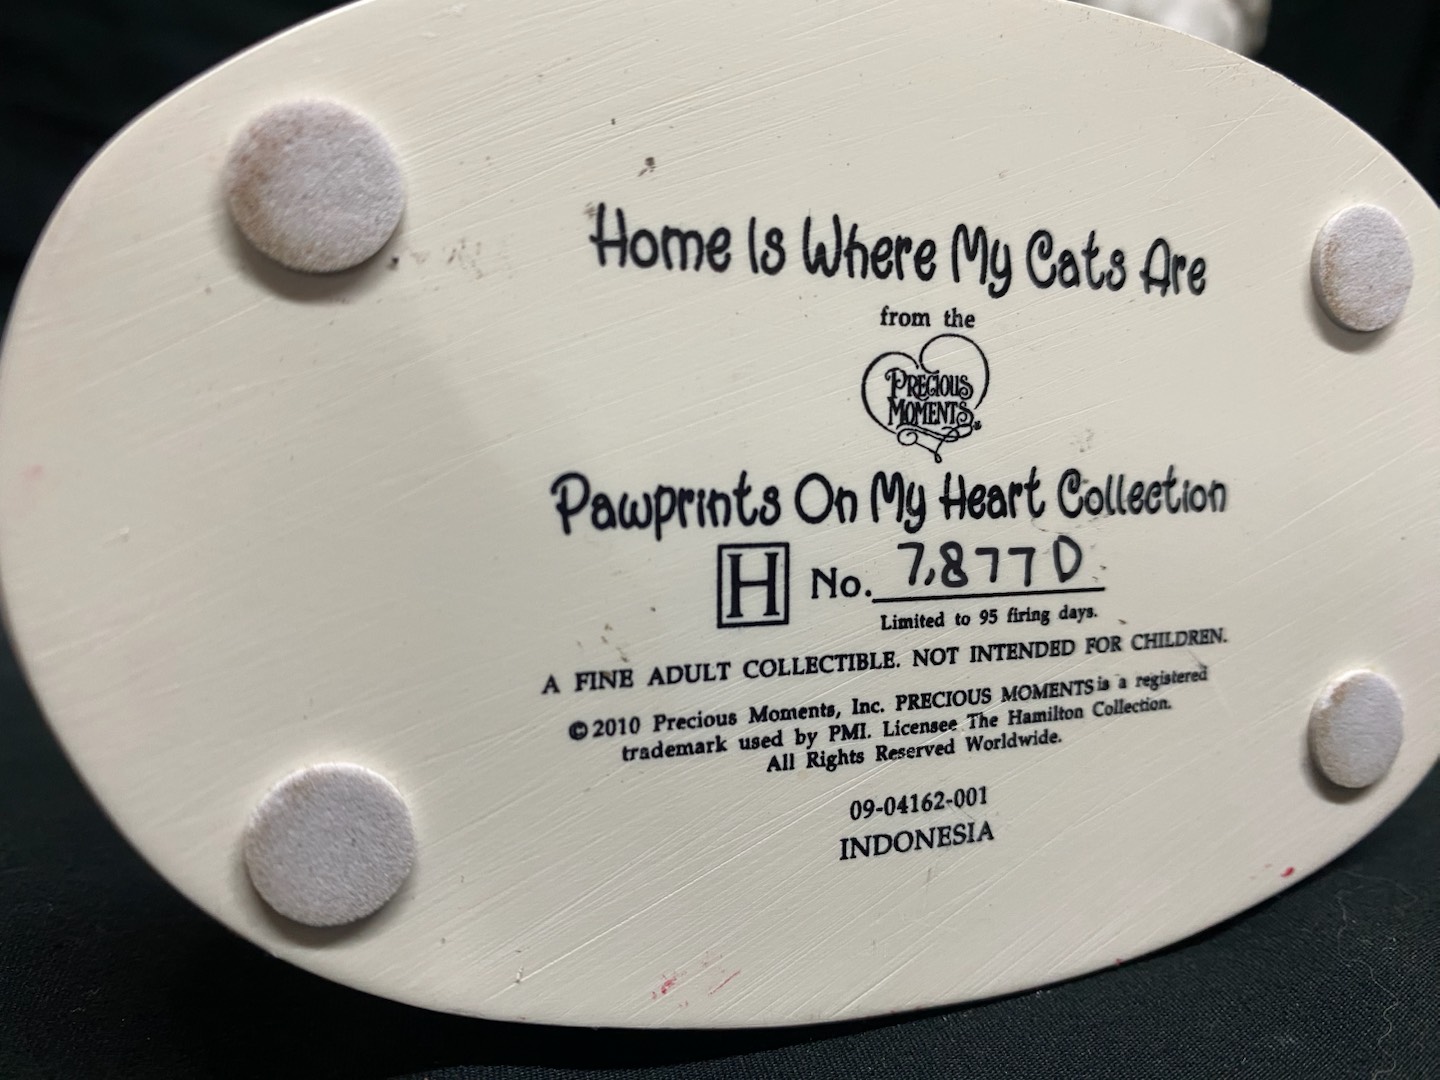 Home Is Where My Cats Are
from the
PRECIOUS
MOMENTS®
Pawprints On My Heart Collection
H No. 7,877D
Limited to 95 firing days.
A FINE ADULT COLLECTIBLE. NOT INTENDED FOR CHILDREN.
©2010 Precious Moments, Inc. PRECIOUS MOMENTS is a registered
trademark used by PMI. Licensee The Hamilton Collection.
All Rights Reserved Worldwide.
09-04162-001
INDONESIA